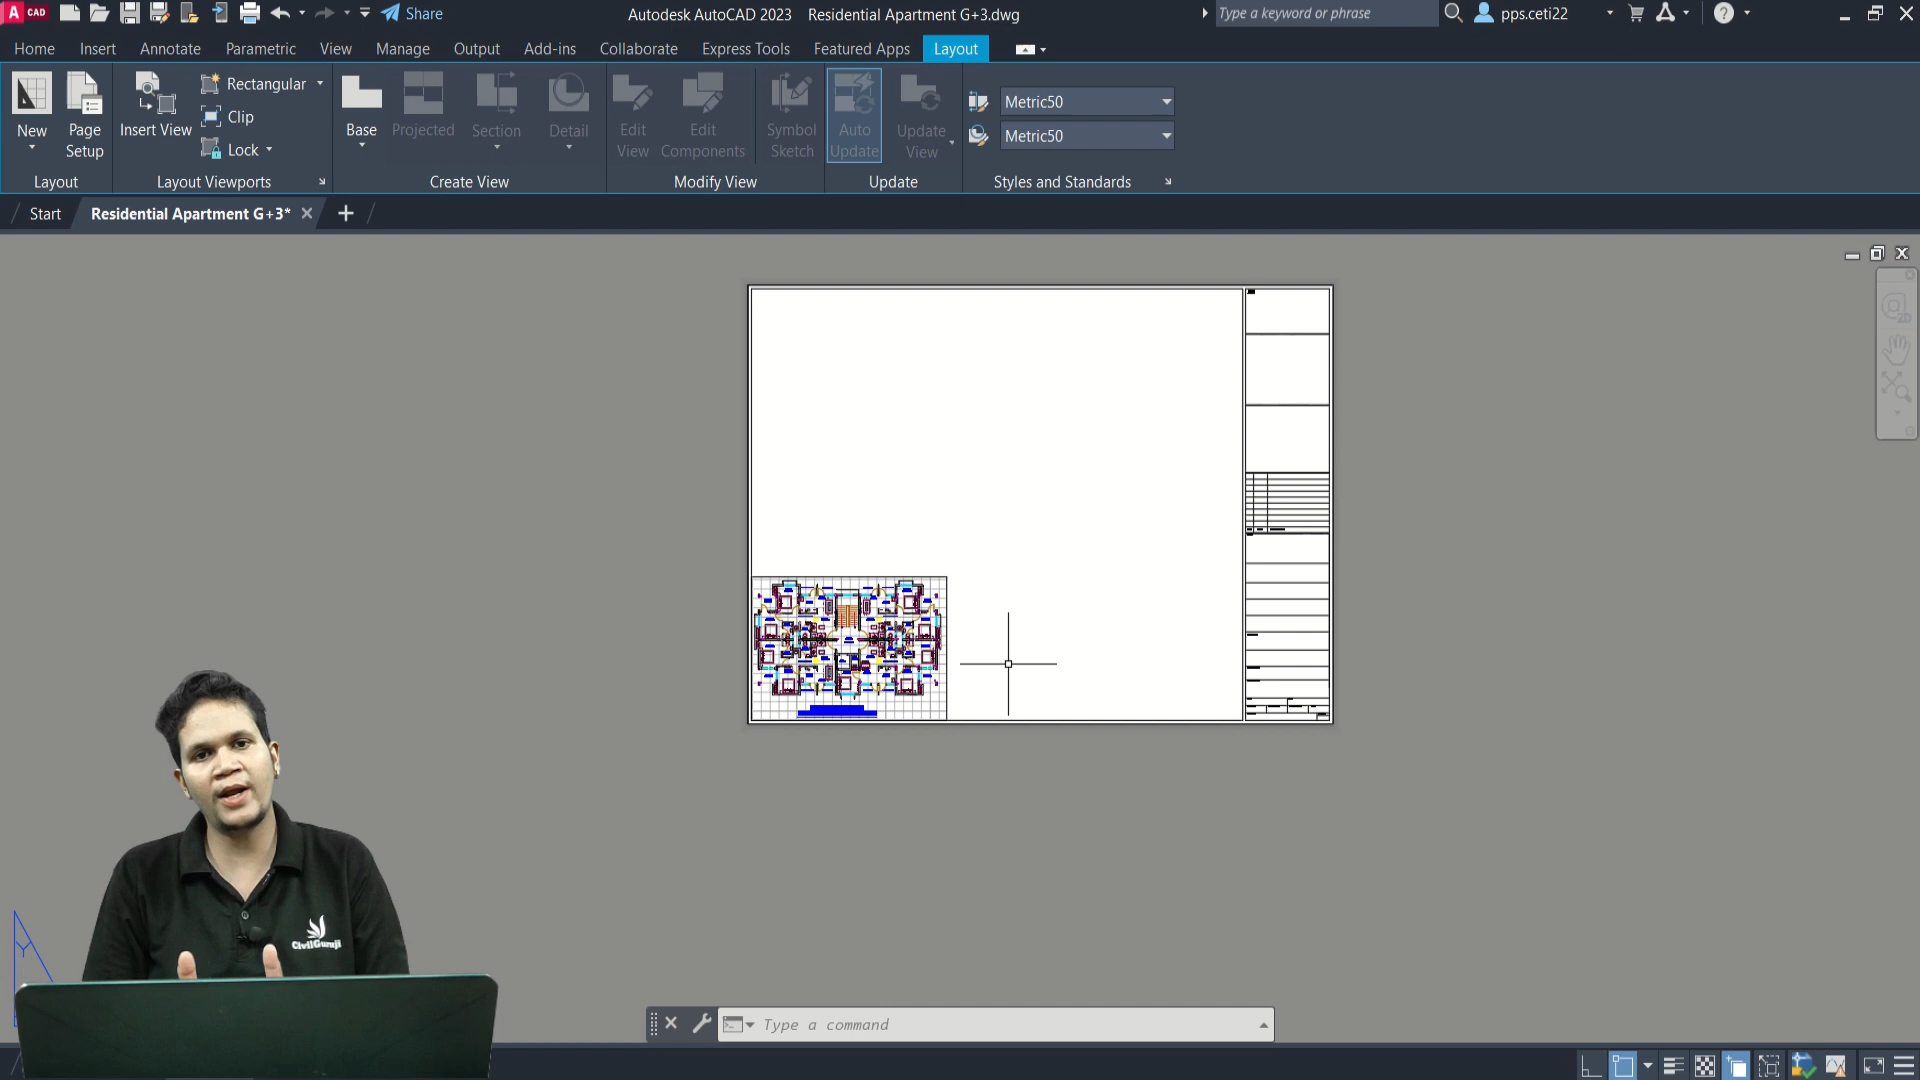 A CAD
Share
Autodesk AutoCAD 2023 Residential Apartment G+3.dwg
Type a keyword or phrase
pps.ceti22
Home Insert Annotate Parametric View Manage Output Add-ins Collaborate Express Tools Featured Apps Layout
New
Page Setup
Insert View
Rectangular
Clip
Lock
Base
Projected
Section
Detail
Edit View
Edit Components
Symbol Sketch
Auto Update
Update View
Metric50
Metric50
Layout
Layout Viewports
Create View
Modify View
Update
Styles and Standards
Start
Residential Apartment G+3*
2D
Y
CivilGuruji
Type a command